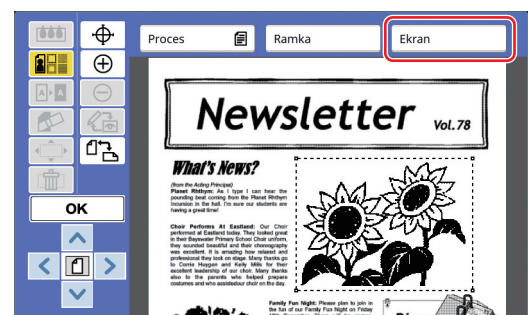 Proces
Ramka
Ekran
A
A
Newsletter
Vol.78
What's News?
(from the Acting Principal)
Planet Rhthym: As I type I can hear the
pounding beat coming from the Planet Rhthym
Incursion in the hall. I'm sure our students are
having a great time!
Choir Performs At Eastland: Our Choir
performed at Eastland today. They looked great
in their Bayswater Primary School Choir uniform,
they sounded beautiful and their choreography
was excellent. It is amazing how relaxed and
professional they look on stage. Many thanks go
to Corrie Huygen and Kelly Mills for their
excellent leadership of our choir. Many thanks
also to the parents who helped prepare
costumes and who assistedour choir on the day.
OK
Family Fun Night: Please plan to join in
the fun of our Family Fun Night on Friday